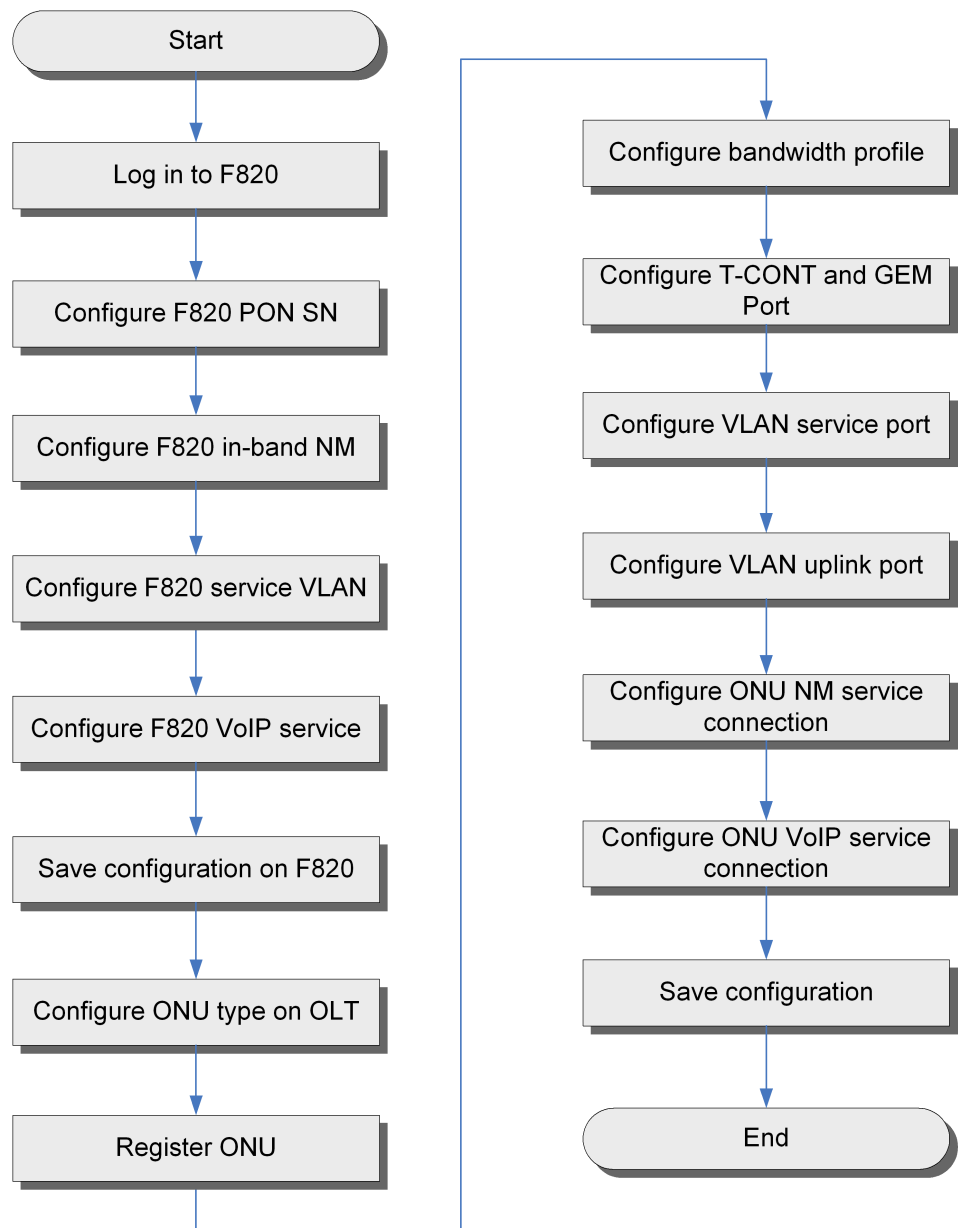 Start
Log in to F820
Configure F820 PON SN
Configure F820 in-band NM
Configure F820 service VLAN
Configure F820 VoIP service
Save configuration on F820
Configure ONU type on OLT
Register ONU
Configure bandwidth profile
Configure T-CONT and GEM
Port
Configure VLAN service port
Configure VLAN uplink port
Configure ONU NM service
connection
Configure ONU VoIP service
connection
Save configuration
End